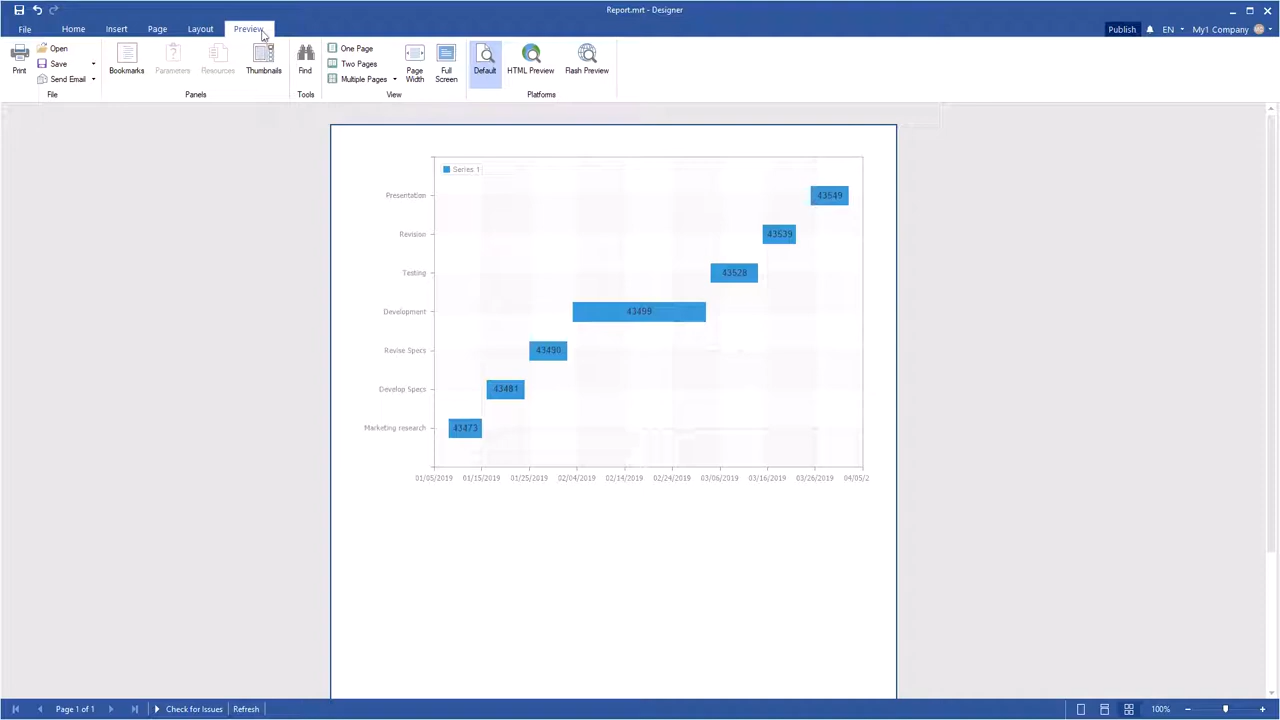 Report.mrt - Designer
File Home Insert Page Layout Preview
Publish EN My1 Company
Print
Open
Save
Send Email
File
Bookmarks
Parameters
Resources
Thumbnails
Panels
Find
Tools
One Page
Two Pages
Multiple Pages
Page Width
Full Screen
View
Default
HTML Preview
Flash Preview
Platforms
Series 1
Presentation 43549
Revision 43539
Testing 43528
Development 43499
Revise Specs 43490
Develop Specs 43481
Marketing research 43473
01/05/2019 01/15/2019 01/25/2019 02/04/2019 02/14/2019 02/24/2019 03/06/2019 03/16/2019 03/26/2019 04/05/2
Page 1 of 1 Check for Issues Refresh 100%